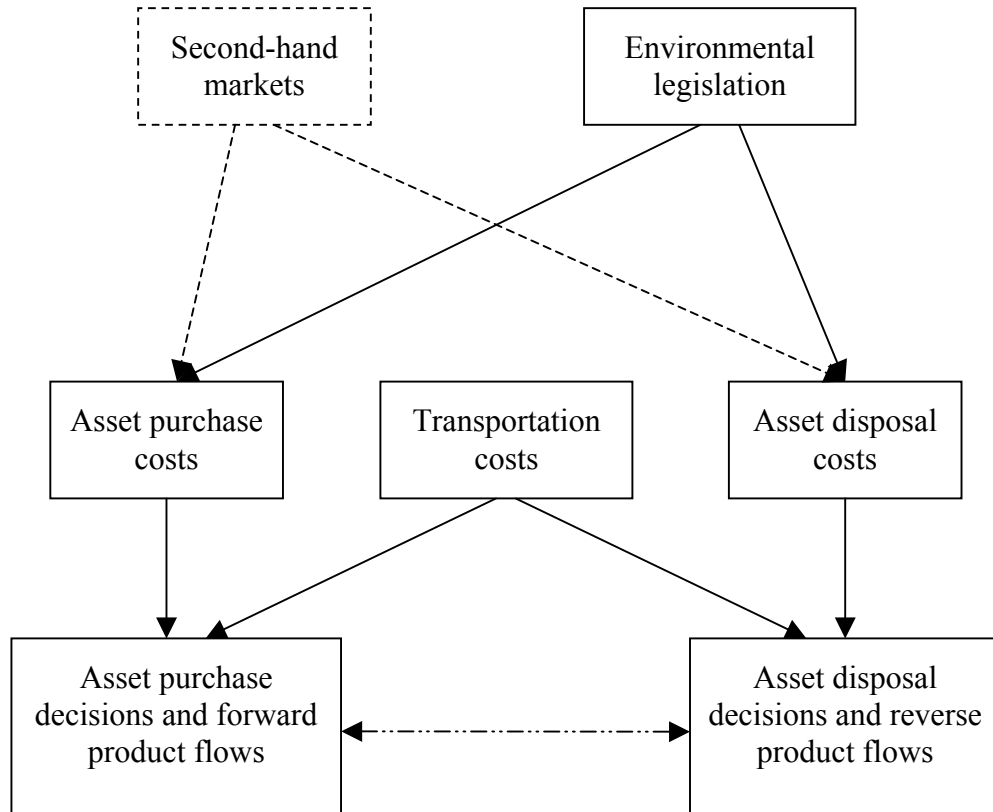 Second-hand
markets
Environmental
legislation
Asset purchase
costs
Transportation
costs
Asset disposal
costs
Asset purchase
decisions and forward
product flows
Asset disposal
decisions and reverse
product flows